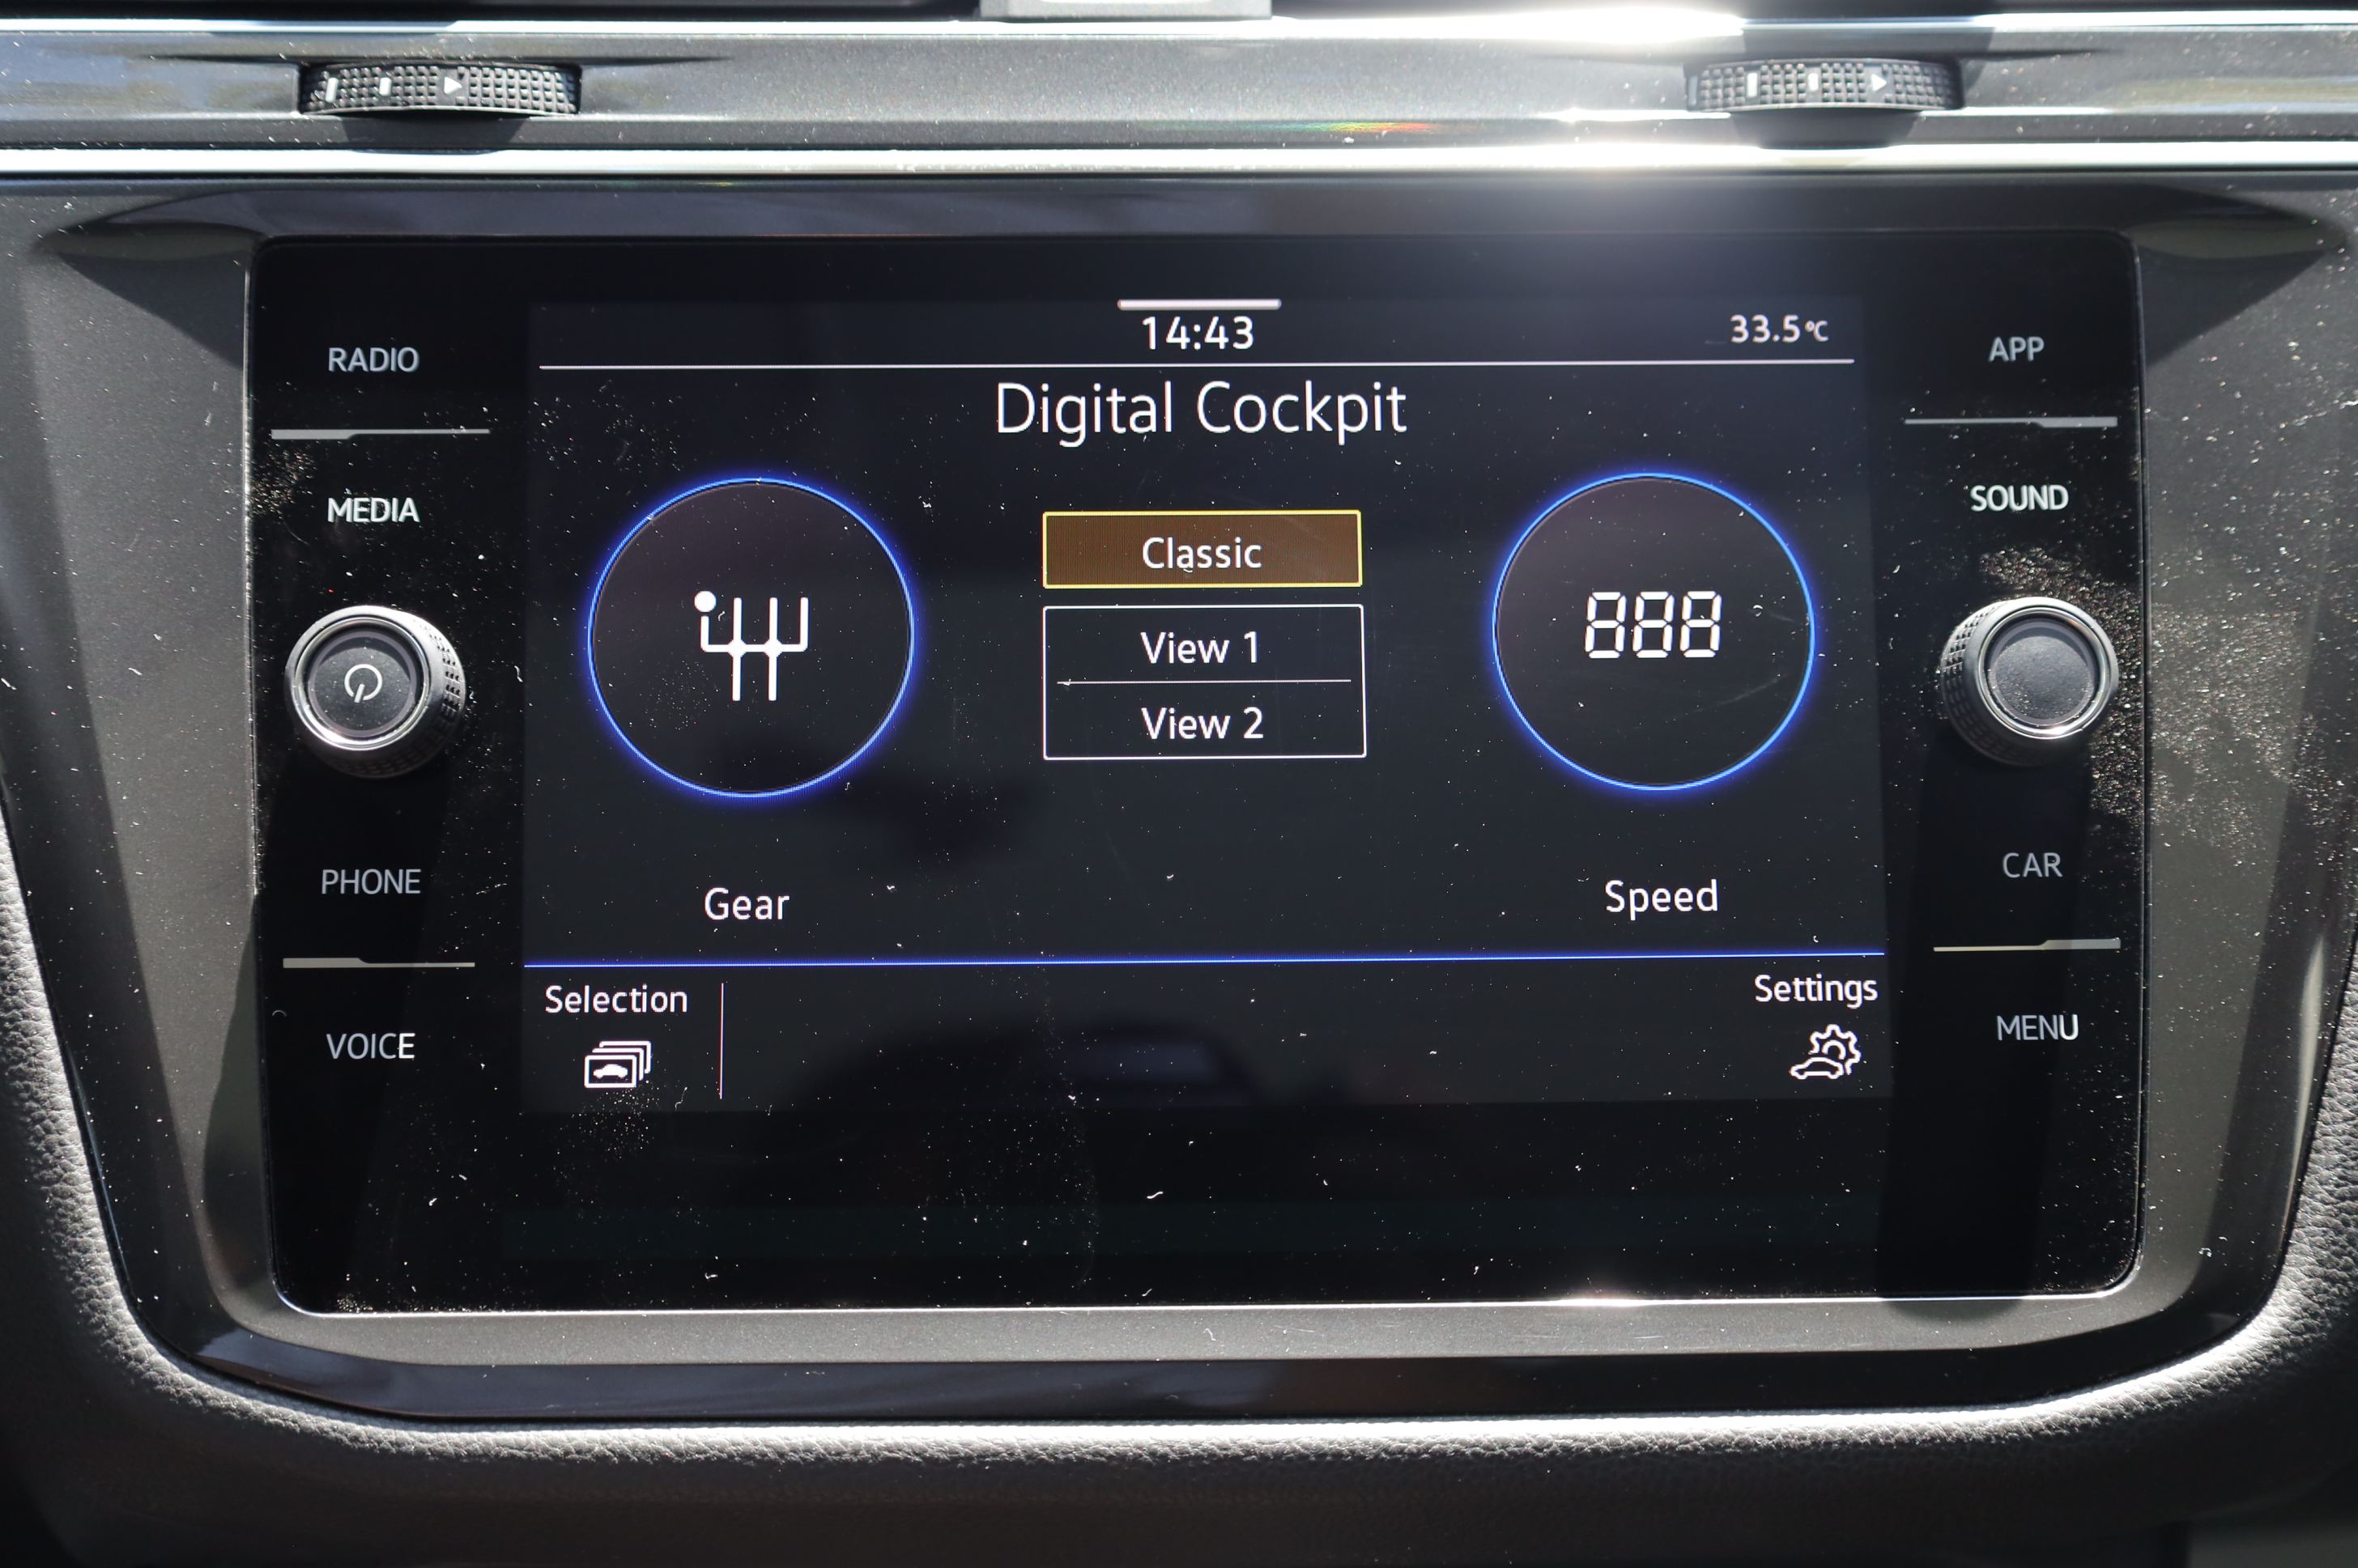 14:43
33.5°C
RADIO
APP
Digital Cockpit
MEDIA
SOUND
Classic
View 1
888
View 2
PHONE
CAR
Gear
Speed
Selection
Settings
VOICE
MENU